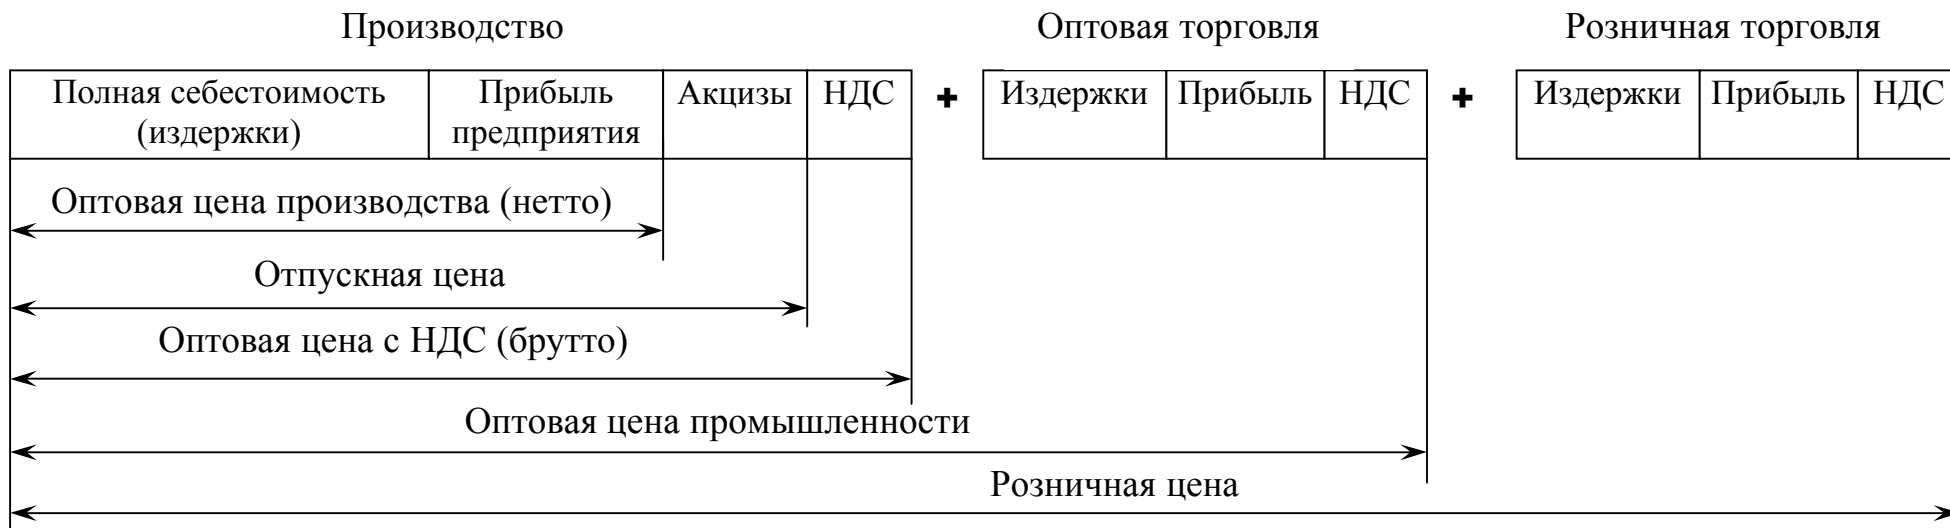 Производство
Оптовая торговля
Розничная торговля
Полная себестоимость
(издержки)
Прибыль
предприятия
Акцизы
НДС
+
Издержки
Прибыль
НДС
+
Издержки
Прибыль
НДС
Оптовая цена производства (нетто)
Отпускная цена
Оптовая цена с НДС (брутто)
Оптовая цена промышленности
Розничная цена